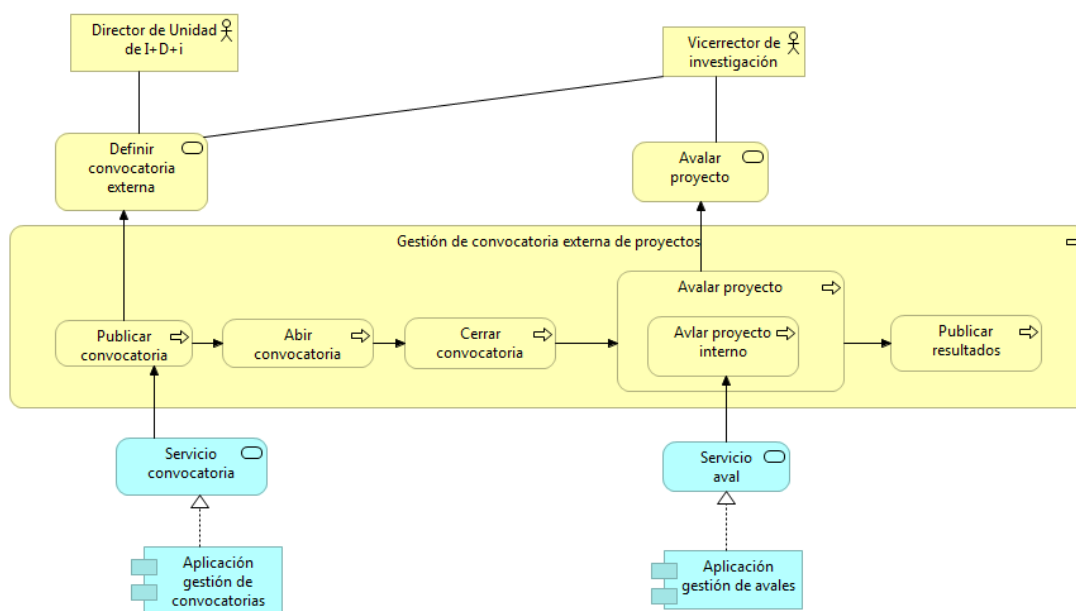 Director de Unidad
de I+D+i
Vicerrector de
investigación
Definir
convocatoria
externa
Avalar
proyecto
Gestión de convocatoria externa de proyectos
Avalar proyecto
Publicar
convocatoria
Abir
convocatoria
Cerrar
convocatoria
Avlar proyecto
interno
Publicar
resultados
Servicio
convocatoria
Servicio
aval
Aplicación
gestión de
convocatorias
Aplicación
gestión de avales